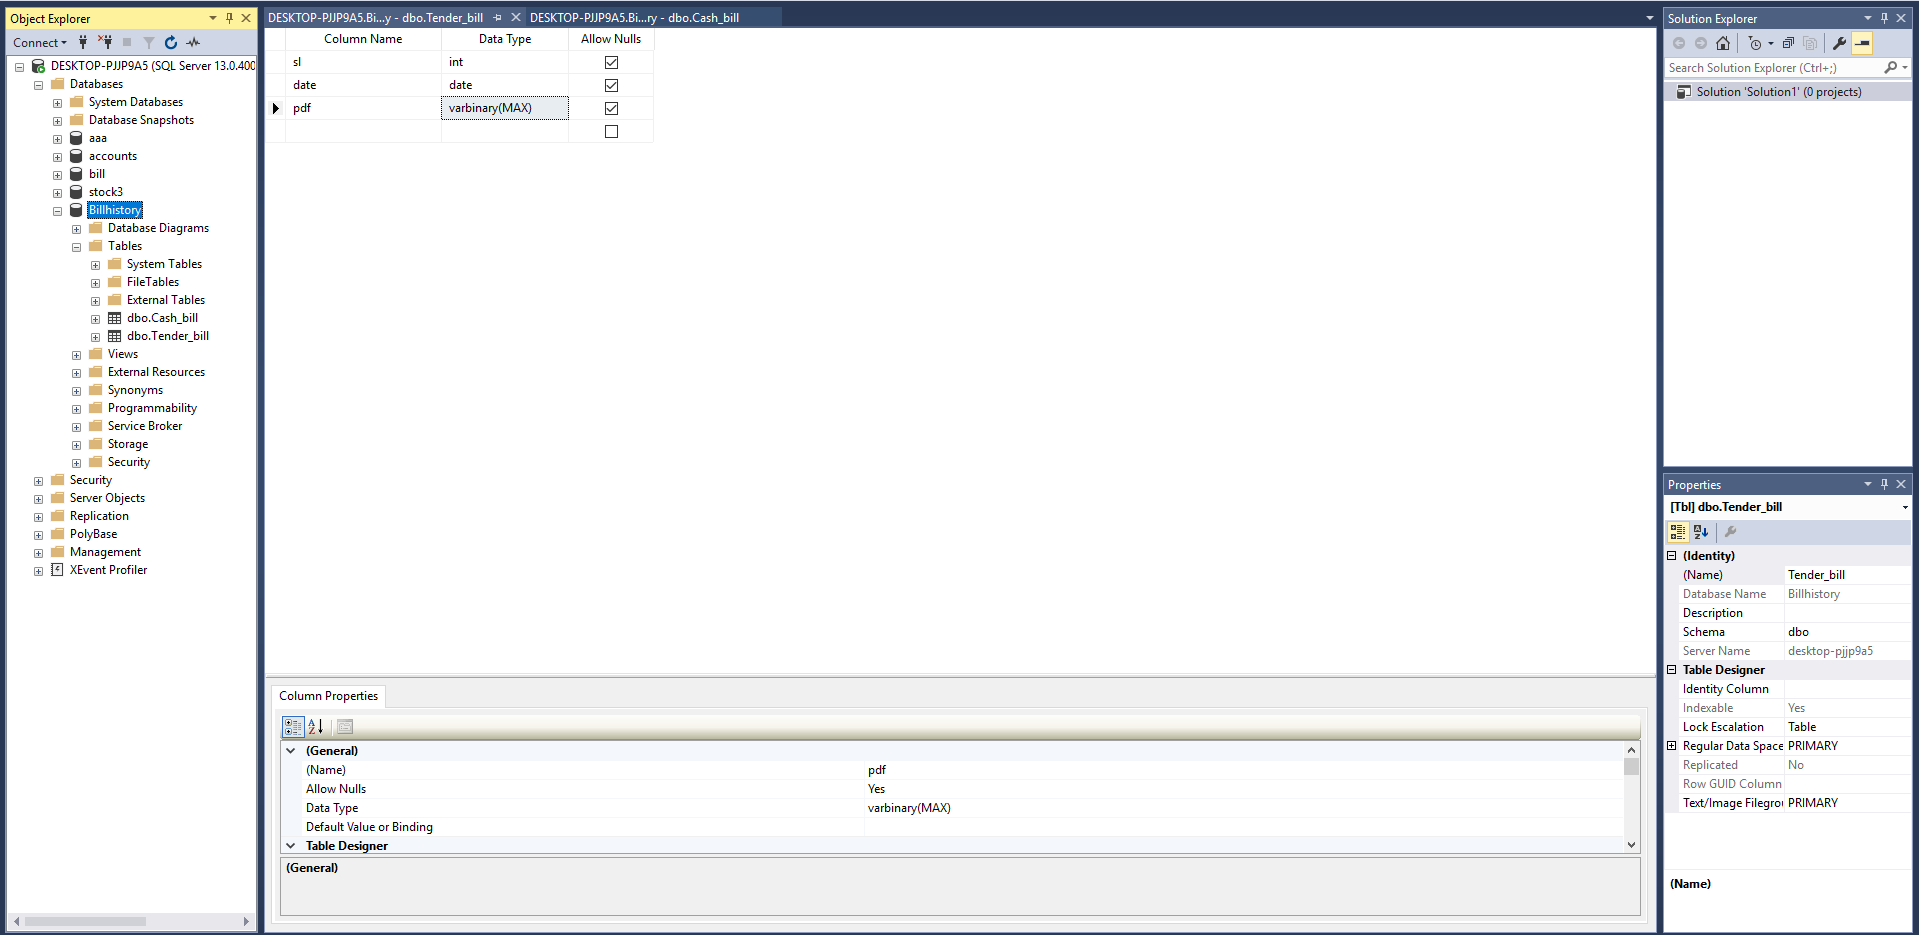 Object Explorer
Connect
DESKTOP-PJJP9A5 (SQL Server 13.0.400
Databases
System Databases
Database Snapshots
aaa
accounts
bill
stock3
Billhistory
Database Diagrams
Tables
System Tables
FileTables
External Tables
dbo.Cash_bill
dbo.Tender_bill
Views
External Resources
Synonyms
Programmability
Service Broker
Storage
Security
Security
Server Objects
Replication
PolyBase
Management
XEvent Profiler
DESKTOP-PJJP9A5.Bi...y - dbo.Tender_bill
DESKTOP-PJJP9A5.Bi...ry - dbo.Cash_bill
Column Name Data Type Allow Nulls
sl int
date date
pdf varbinary(MAX)
Column Properties
(General)
(Name) pdf
Allow Nulls Yes
Data Type varbinary(MAX)
Default Value or Binding
Table Designer
(General)
Solution Explorer
Search Solution Explorer (Ctrl+;)
Solution 'Solution1' (0 projects)
Properties
[Tbl] dbo.Tender_bill
(Identity)
(Name) Tender_bill
Database Name Billhistory
Description
Schema dbo
Server Name desktop-pjjp9a5
Table Designer
Identity Column
Indexable Yes
Lock Escalation Table
Regular Data Space PRIMARY
Replicated No
Row GUID Column
Text/Image Filegrou PRIMARY
(Name)